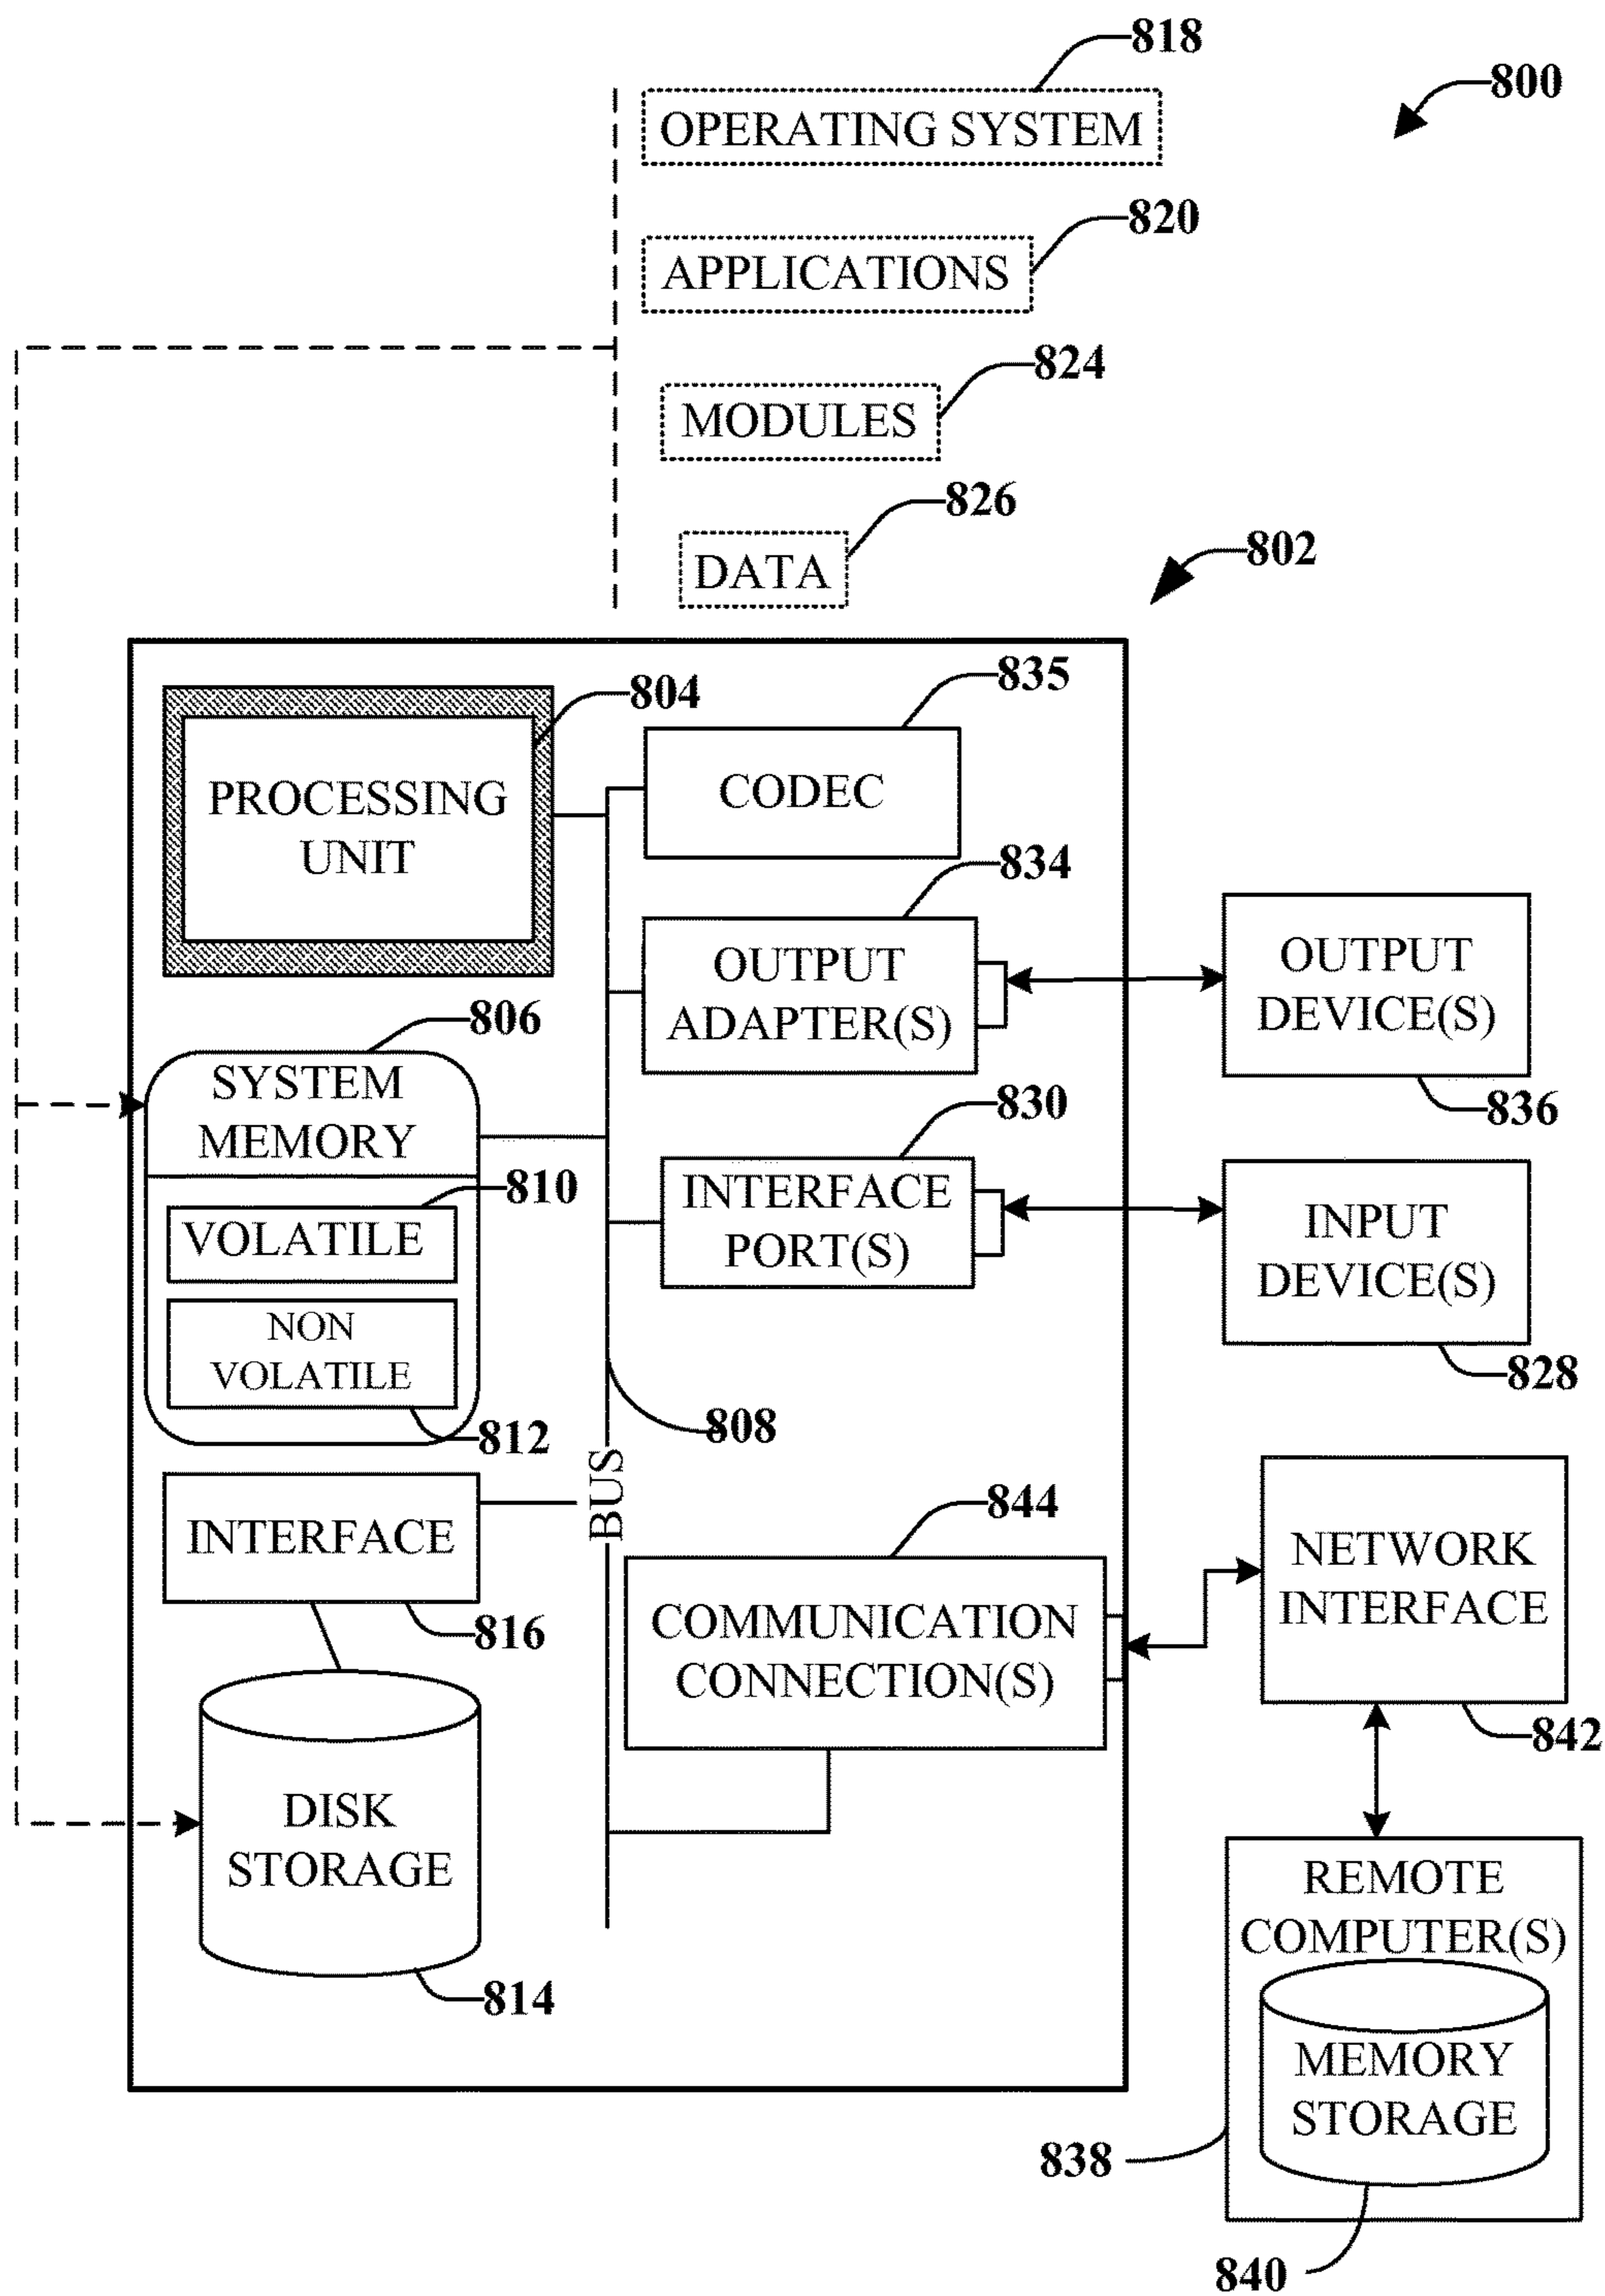 818
800
OPERATING SYSTEM
820
APPLICATIONS
824
MODULES
826
DATA
802
804
835
PROCESSING
UNIT
CODEC
834
OUTPUT
ADAPTER(S)
OUTPUT
DEVICE(S)
836
806
SYSTEM
MEMORY
830
810
VOLATILE
INTERFACE
PORT(S)
INPUT
DEVICE(S)
828
NON
VOLATILE
812
808
BUS
844
INTERFACE
816
COMMUNICATION
CONNECTION(S)
NETWORK
INTERFACE
842
DISK
STORAGE
814
REMOTE
COMPUTER(S)
MEMORY
STORAGE
838
840